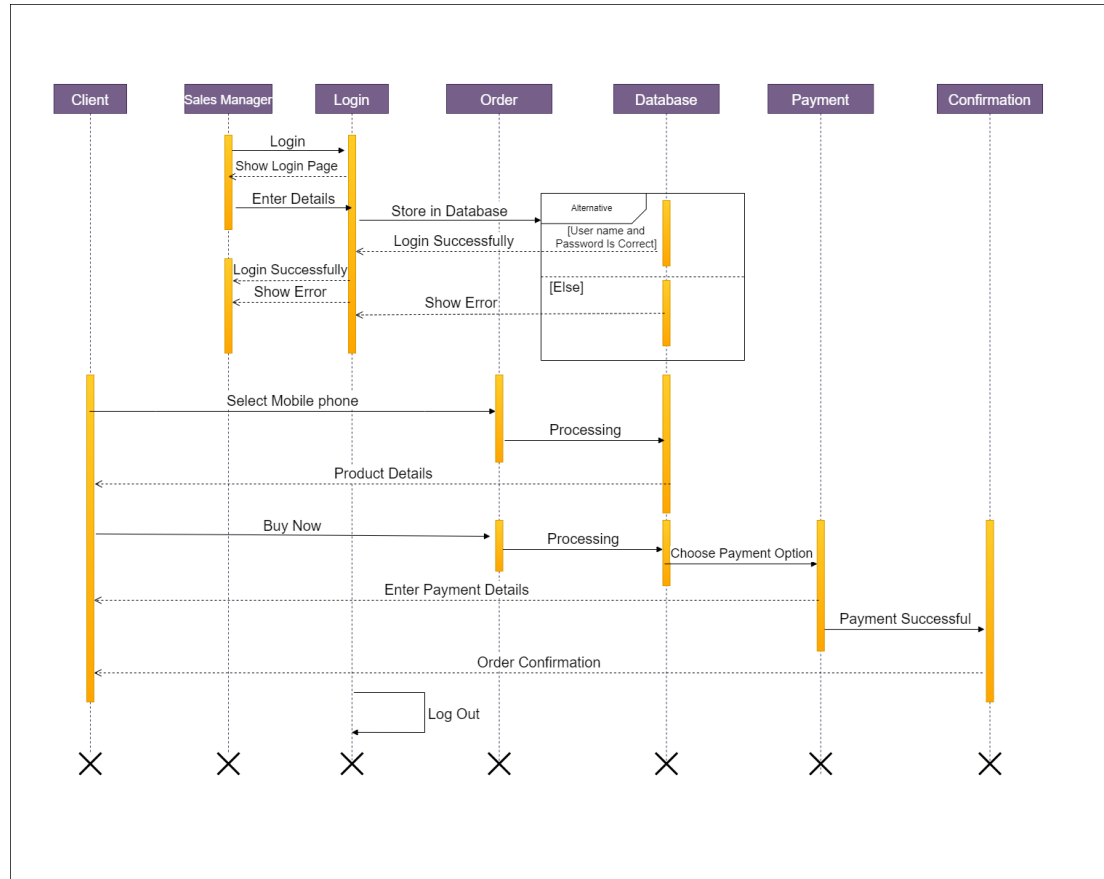 Client
Sales Manager
Login
Order
Database
Payment
Confirmation
Login
Show Login Page
Enter Details
Store in Database
Alternative
[User name and
Password Is Correct]
Login Successfully
Login Successfully
[Else]
Show Error
Show Error
Select Mobile phone
Processing
Product Details
Buy Now
Processing
Choose Payment Option
Enter Payment Details
Payment Successful
Order Confirmation
Log Out